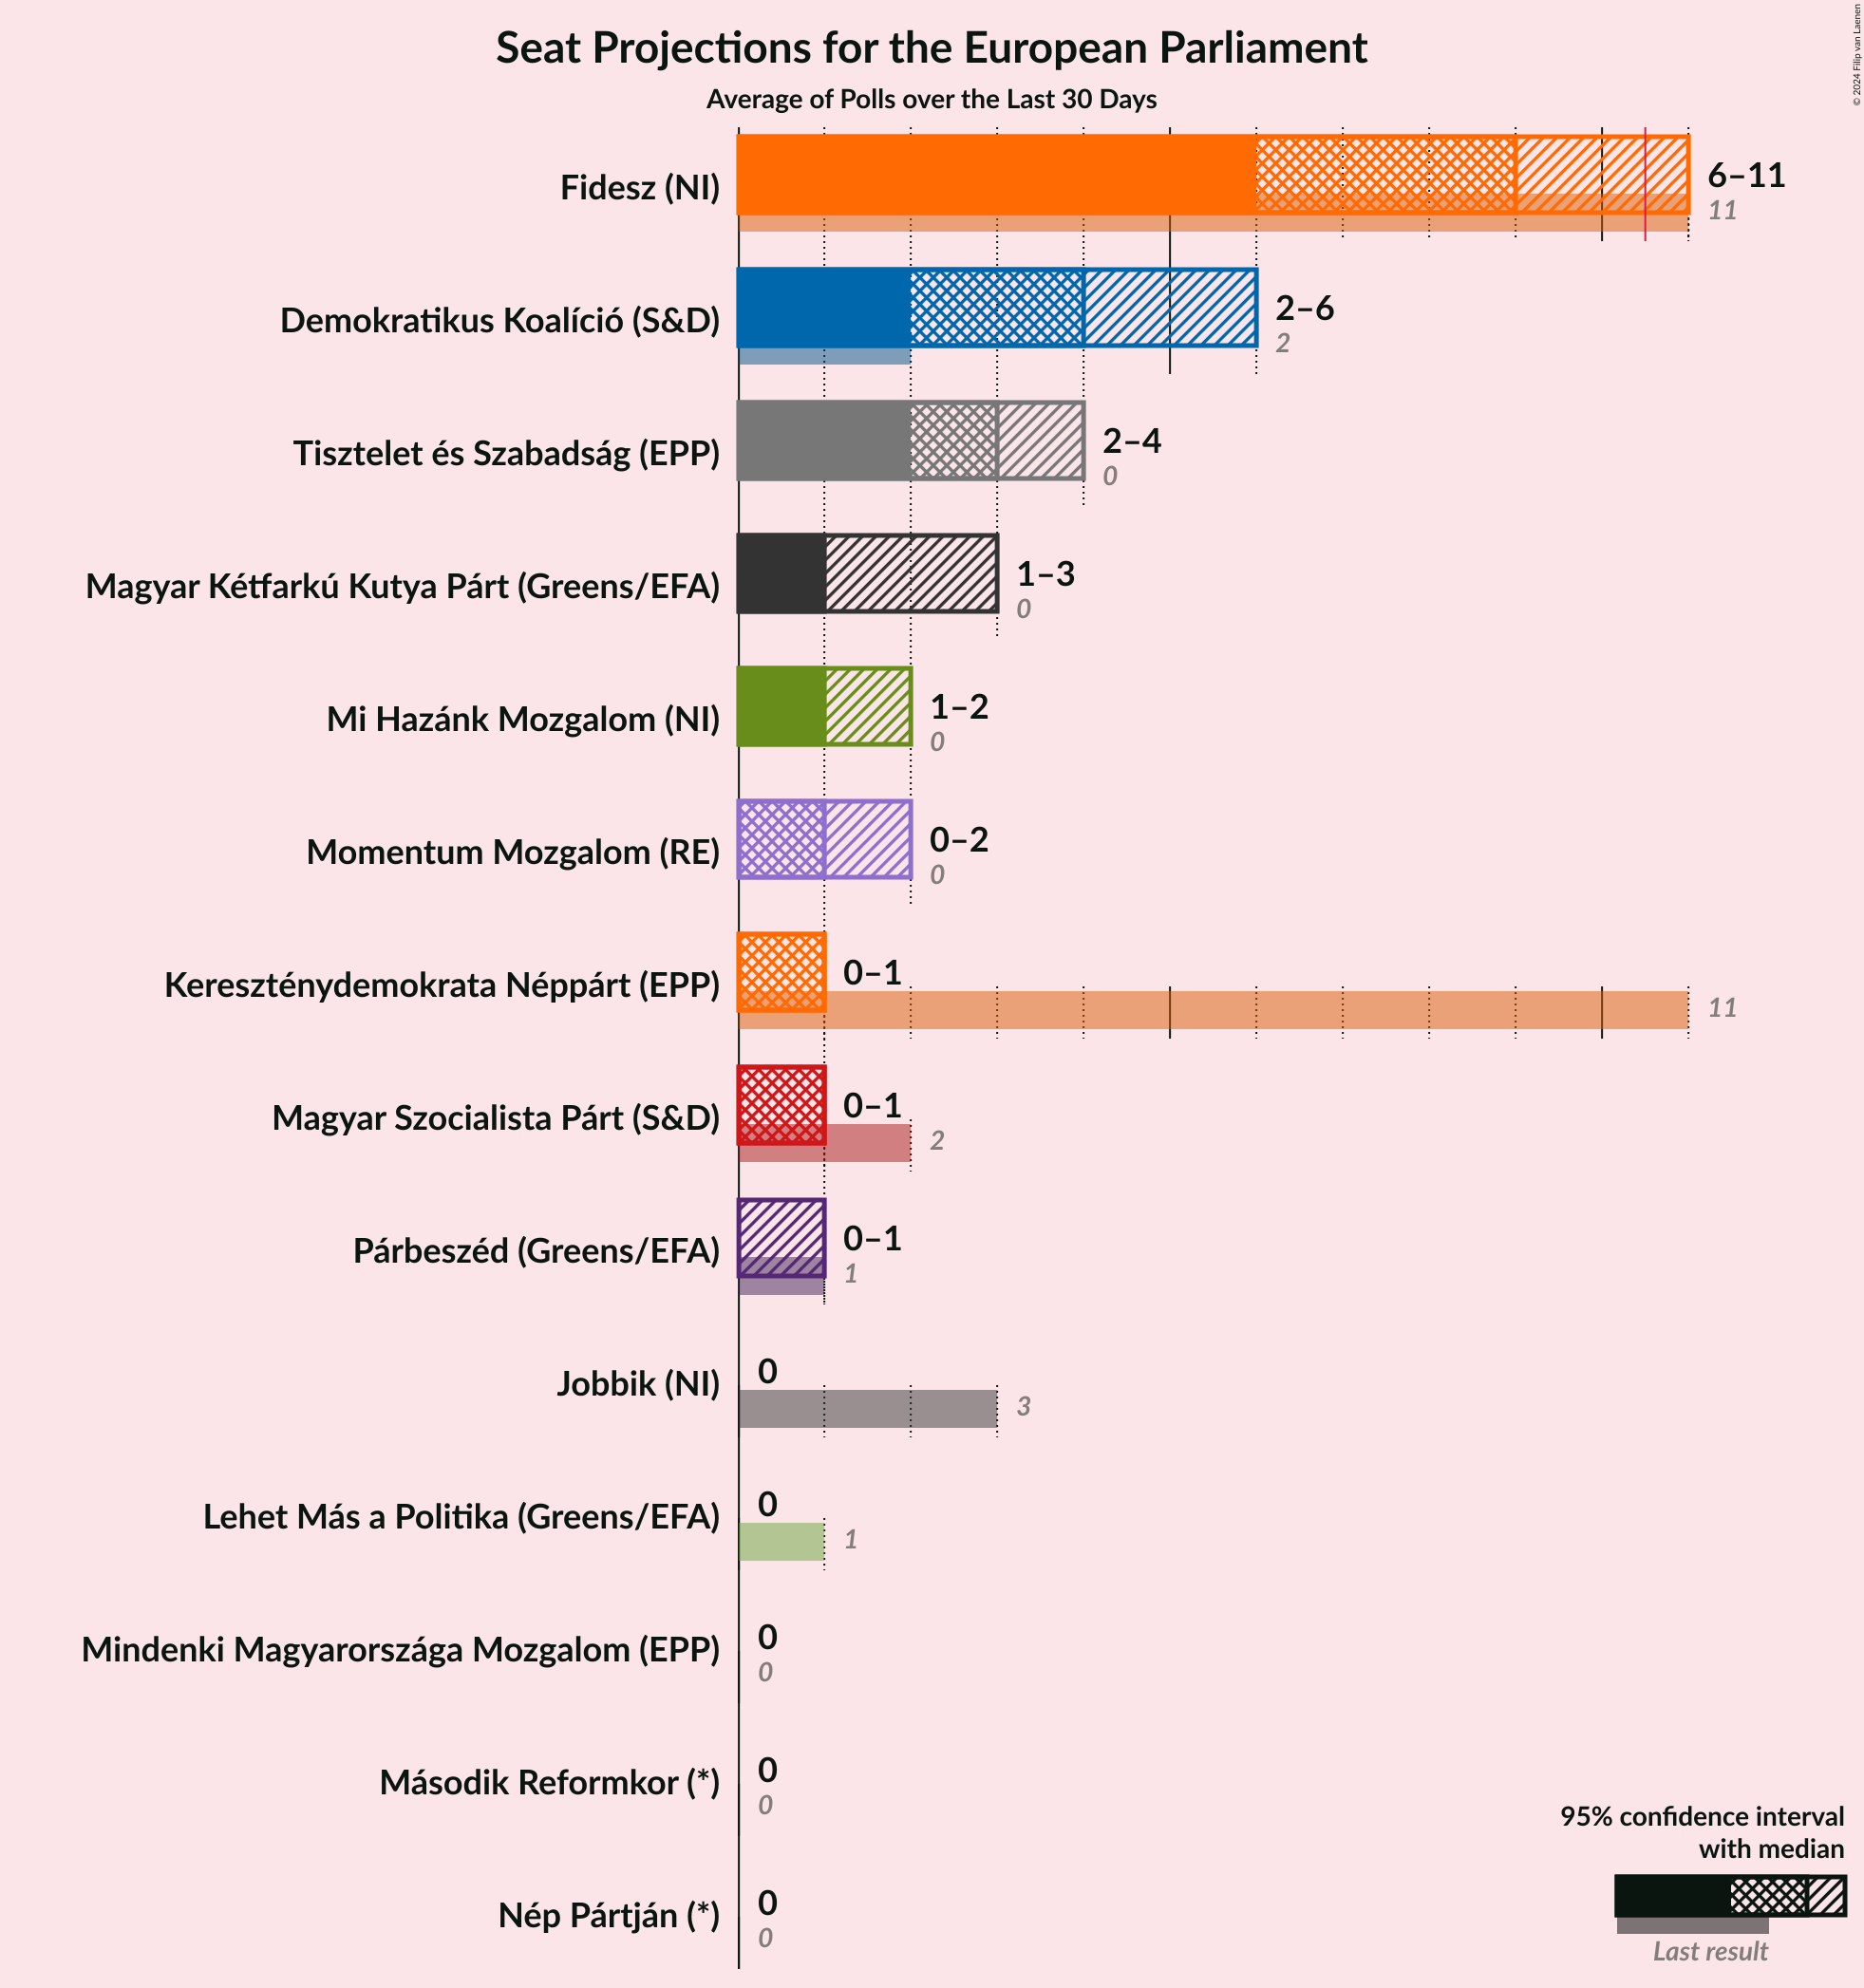 Seat Projections for the European Parliament
Average of Polls over the Last 30 Days
© 2024 Filip van Laenen
Fidesz (NI)
6–11
11
Demokratikus Koalíció (S&D)
2–6
2
Tisztelet és Szabadság (EPP)
2–4
0
Magyar Kétfarkú Kutya Párt (Greens/EFA)
1–3
0
Mi Hazánk Mozgalom (NI)
1–2
0
Momentum Mozgalom (RE)
0–2
0
Kereszténydemokrata Néppárt (EPP)
0–1
11
Magyar Szocialista Párt (S&D)
0–1
2
Párbeszéd (Greens/EFA)
0–1
1
Jobbik (NI)
0
3
Lehet Más a Politika (Greens/EFA)
0
1
Mindenki Magyarországa Mozgalom (EPP)
0
0
Második Reformkor (*)
0
0
Nép Pártján (*)
0
0
95% confidence interval
with median
Last result